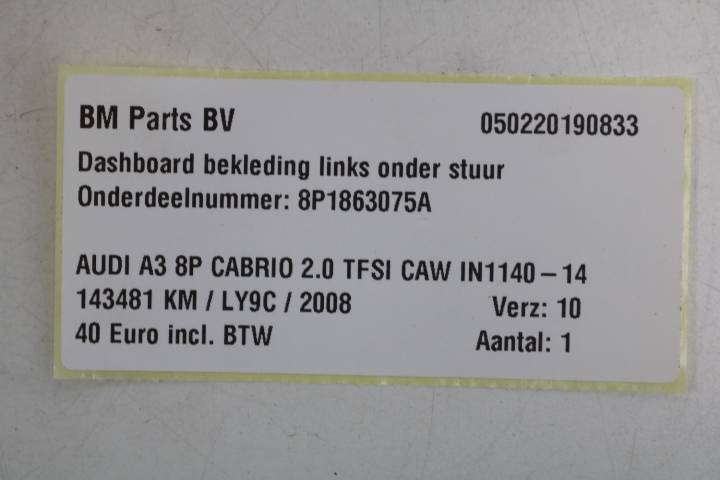 BM Parts BV 050220190833
Dashboard bekleding links onder stuur
Onderdeelnummer: 8P1863075A
AUDI A3 8P CABRIO 2.0 TFSI CAW IN1140 – 14
143481 KM / LY9C / 2008 Verz: 10
40 Euro incl. BTW Aantal: 1